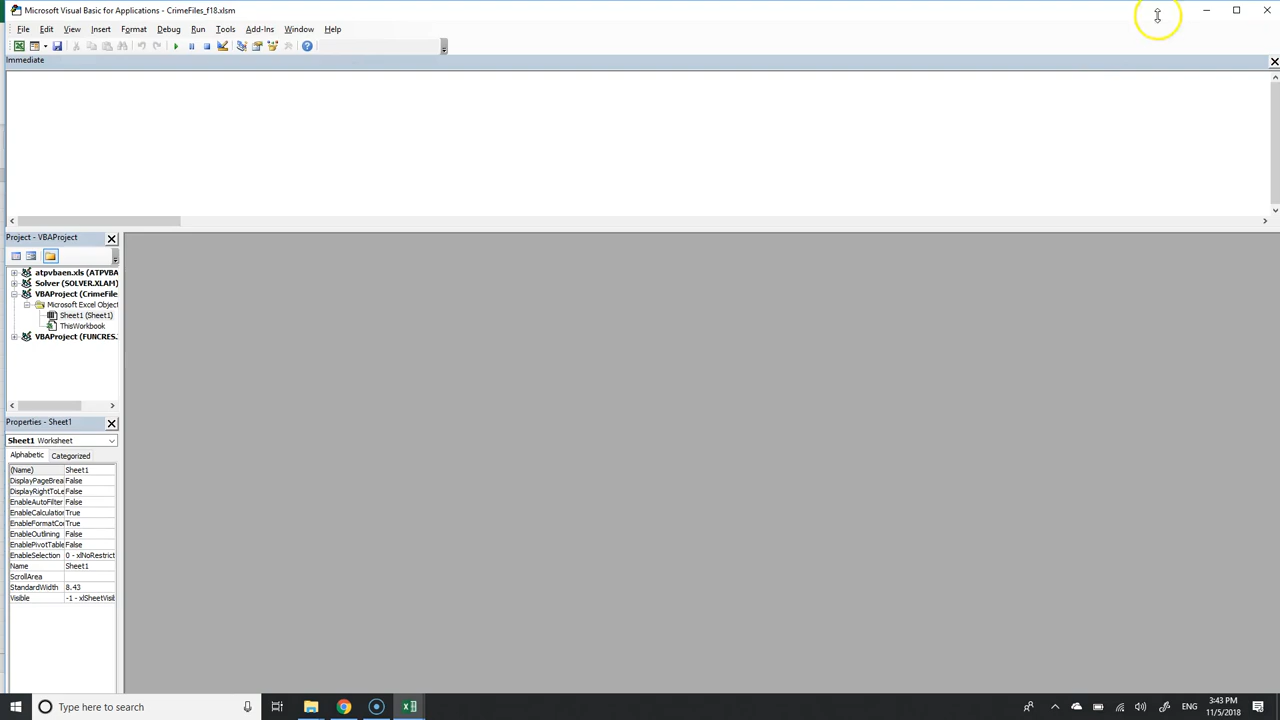 Microsoft Visual Basic for Applications - CrimeFiles_f18.xlsm
File Edit View Insert Format Debug Run Tools Add-Ins Window Help
Immediate
Project - VBAProject
atpvbaen.xls (ATPVBA
Solver (SOLVER.XLAM)
VBAProject (CrimeFile
Microsoft Excel Object
Sheet1 (Sheet1)
ThisWorkbook
VBAProject (FUNCRES.
Properties - Sheet1
Sheet1 Worksheet
Alphabetic Categorized
(Name) Sheet1
DisplayPageBrea False
DisplayRightToLe False
EnableAutoFilter False
EnableCalculation True
EnableFormatCon True
EnableOutlining False
EnablePivotTable False
EnableSelection 0 - xlNoRestrict
Name Sheet1
ScrollArea
StandardWidth 8.43
Visible -1 - xlSheetVisib
Type here to search
ENG
3:43 PM
11/5/2018